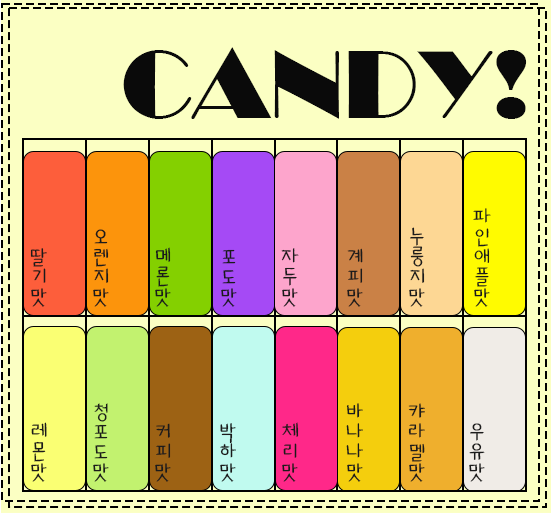 CANDY!
딸기맛
오렌지맛
메론맛
포도맛
자두맛
계피맛
누룽지맛
파인애플맛
레몬맛
청포도맛
커피맛
박하맛
체리맛
바나나맛
캬라멜맛
우유맛